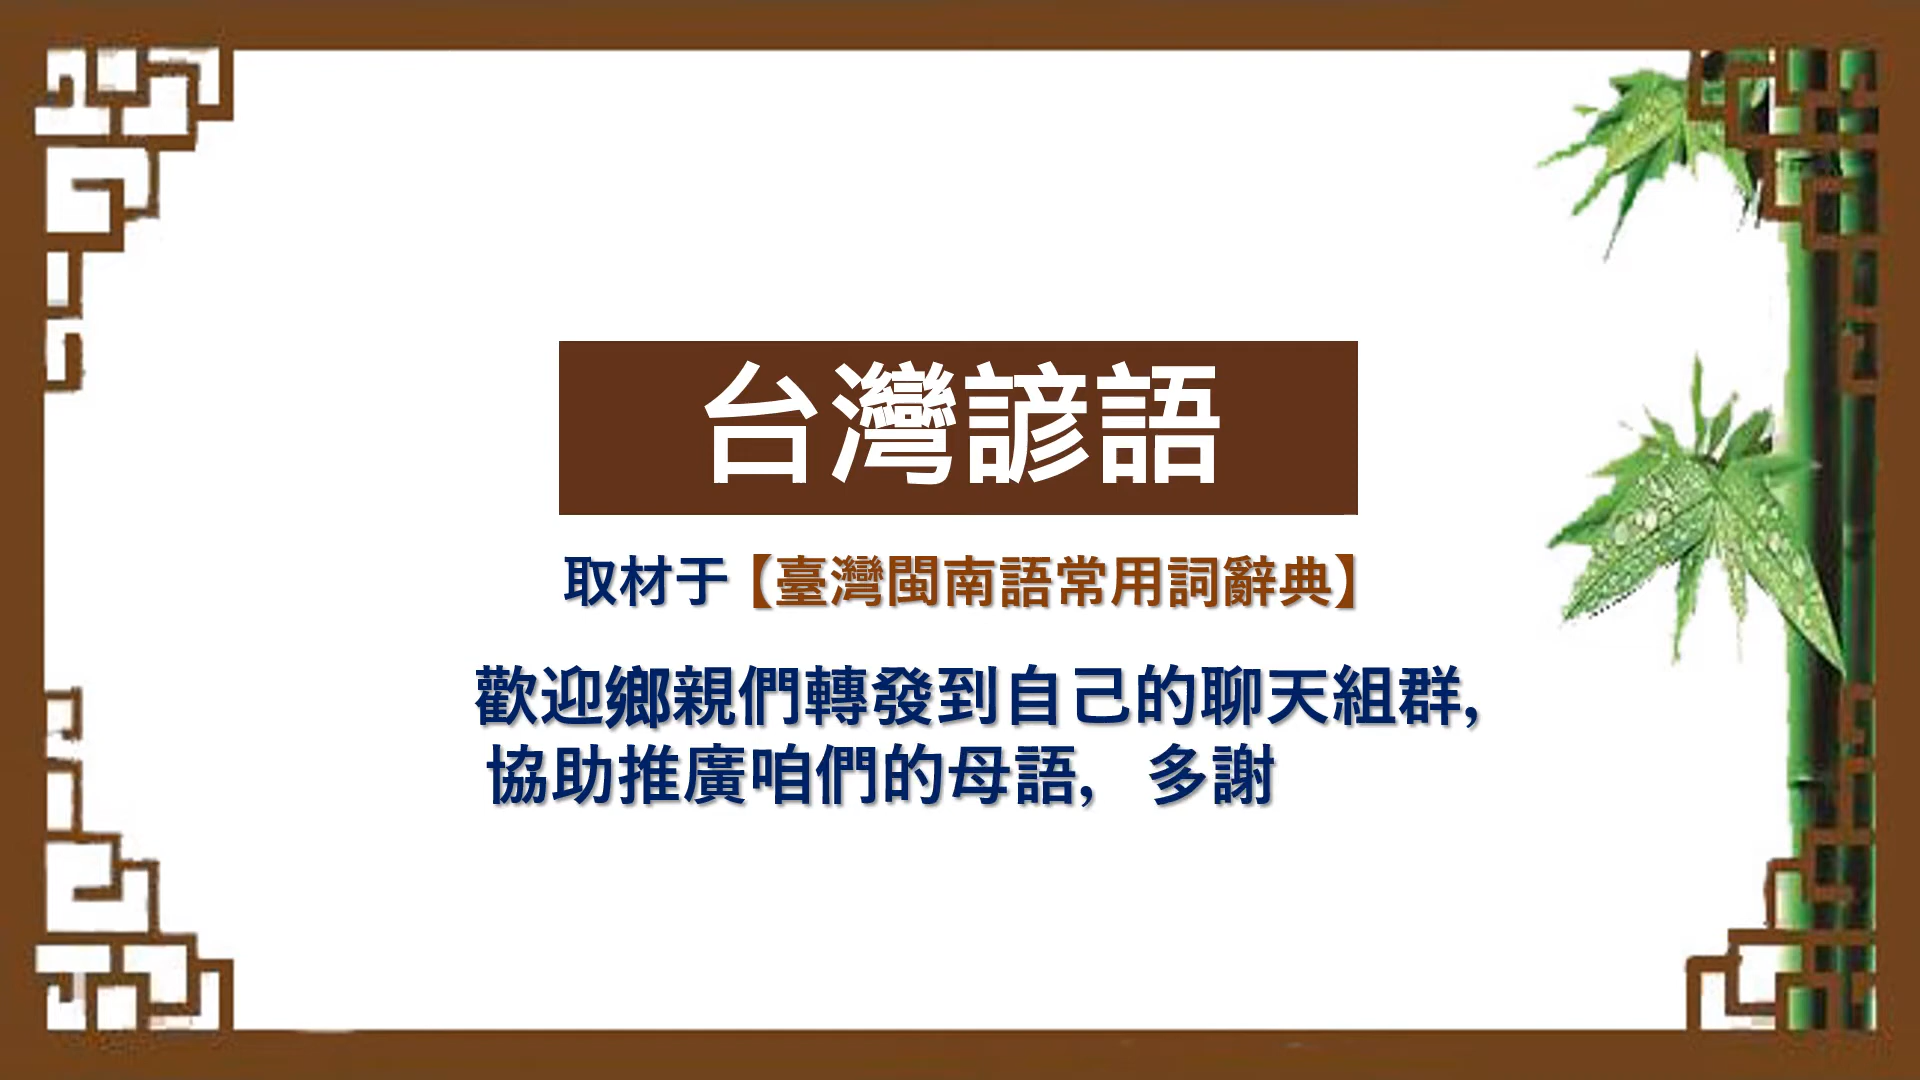 台灣諺語
取材于【臺灣閩南語常用詞辭典】
歡迎鄉親們轉發到自己的聊天組群,
協助推廣咱們的母語, 多謝